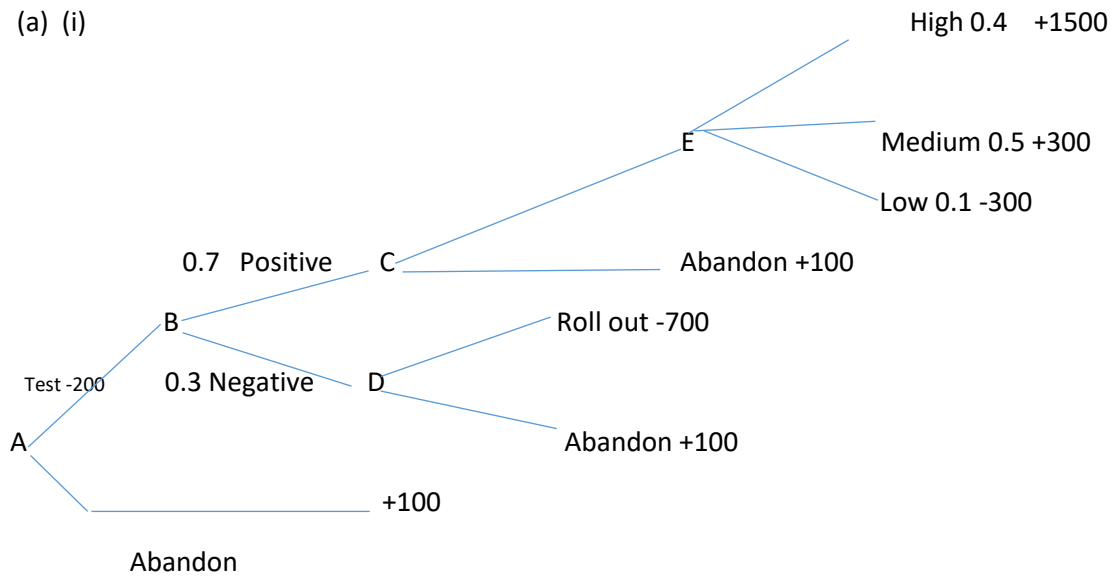 (a) (i)
High 0.4 +1500
E
Medium 0.5 +300
Low 0.1 -300
0.7 Positive C
Abandon +100
B
Roll out -700
Test -200
0.3 Negative D
A
Abandon +100
+100
Abandon